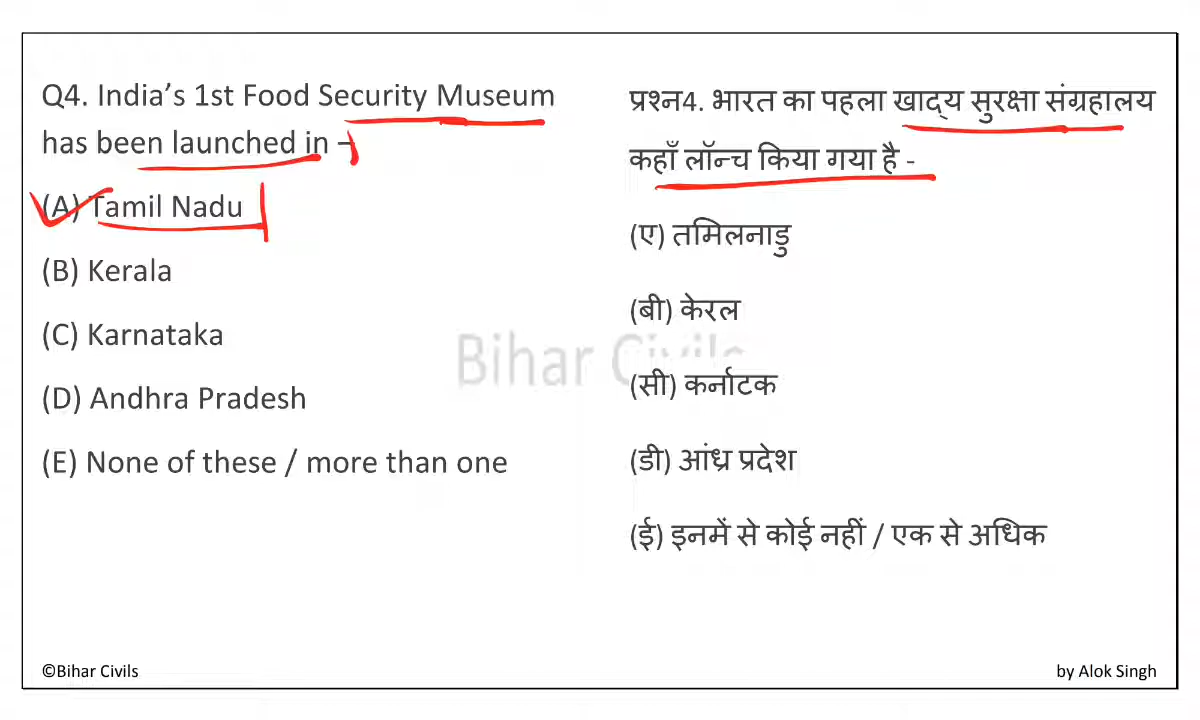 Q4. India's 1st Food Security Museum
has been launched in -
(A) Tamil Nadu
(B) Kerala
(C) Karnataka
(D) Andhra Pradesh
(E) None of these / more than one
प्रश्न4. भारत का पहला खाद्य सुरक्षा संग्रहालय
कहाँ लॉन्च किया गया है -
(ए) तमिलनाडु
(बी) केरल
(सी) कर्नाटक
(डी) आंध्र प्रदेश
(ई) इनमें से कोई नहीं / एक से अधिक
Bihar Civils
©Bihar Civils
by Alok Singh